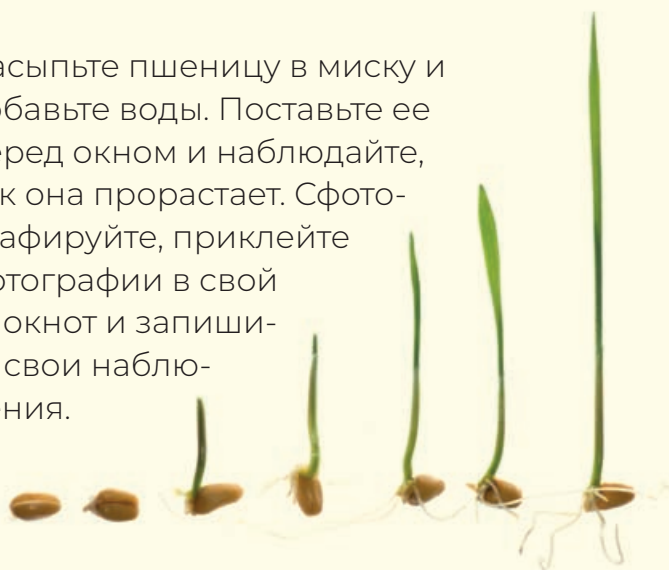 асыпьте пшеницу в миску и
бавьте воды. Поставьте ее
еред окном и наблюдайте,
к она прорастает. Сфото-
афируйте, приклейте
отографии в свой
окнот и запиши-
свои наблю-
ния.